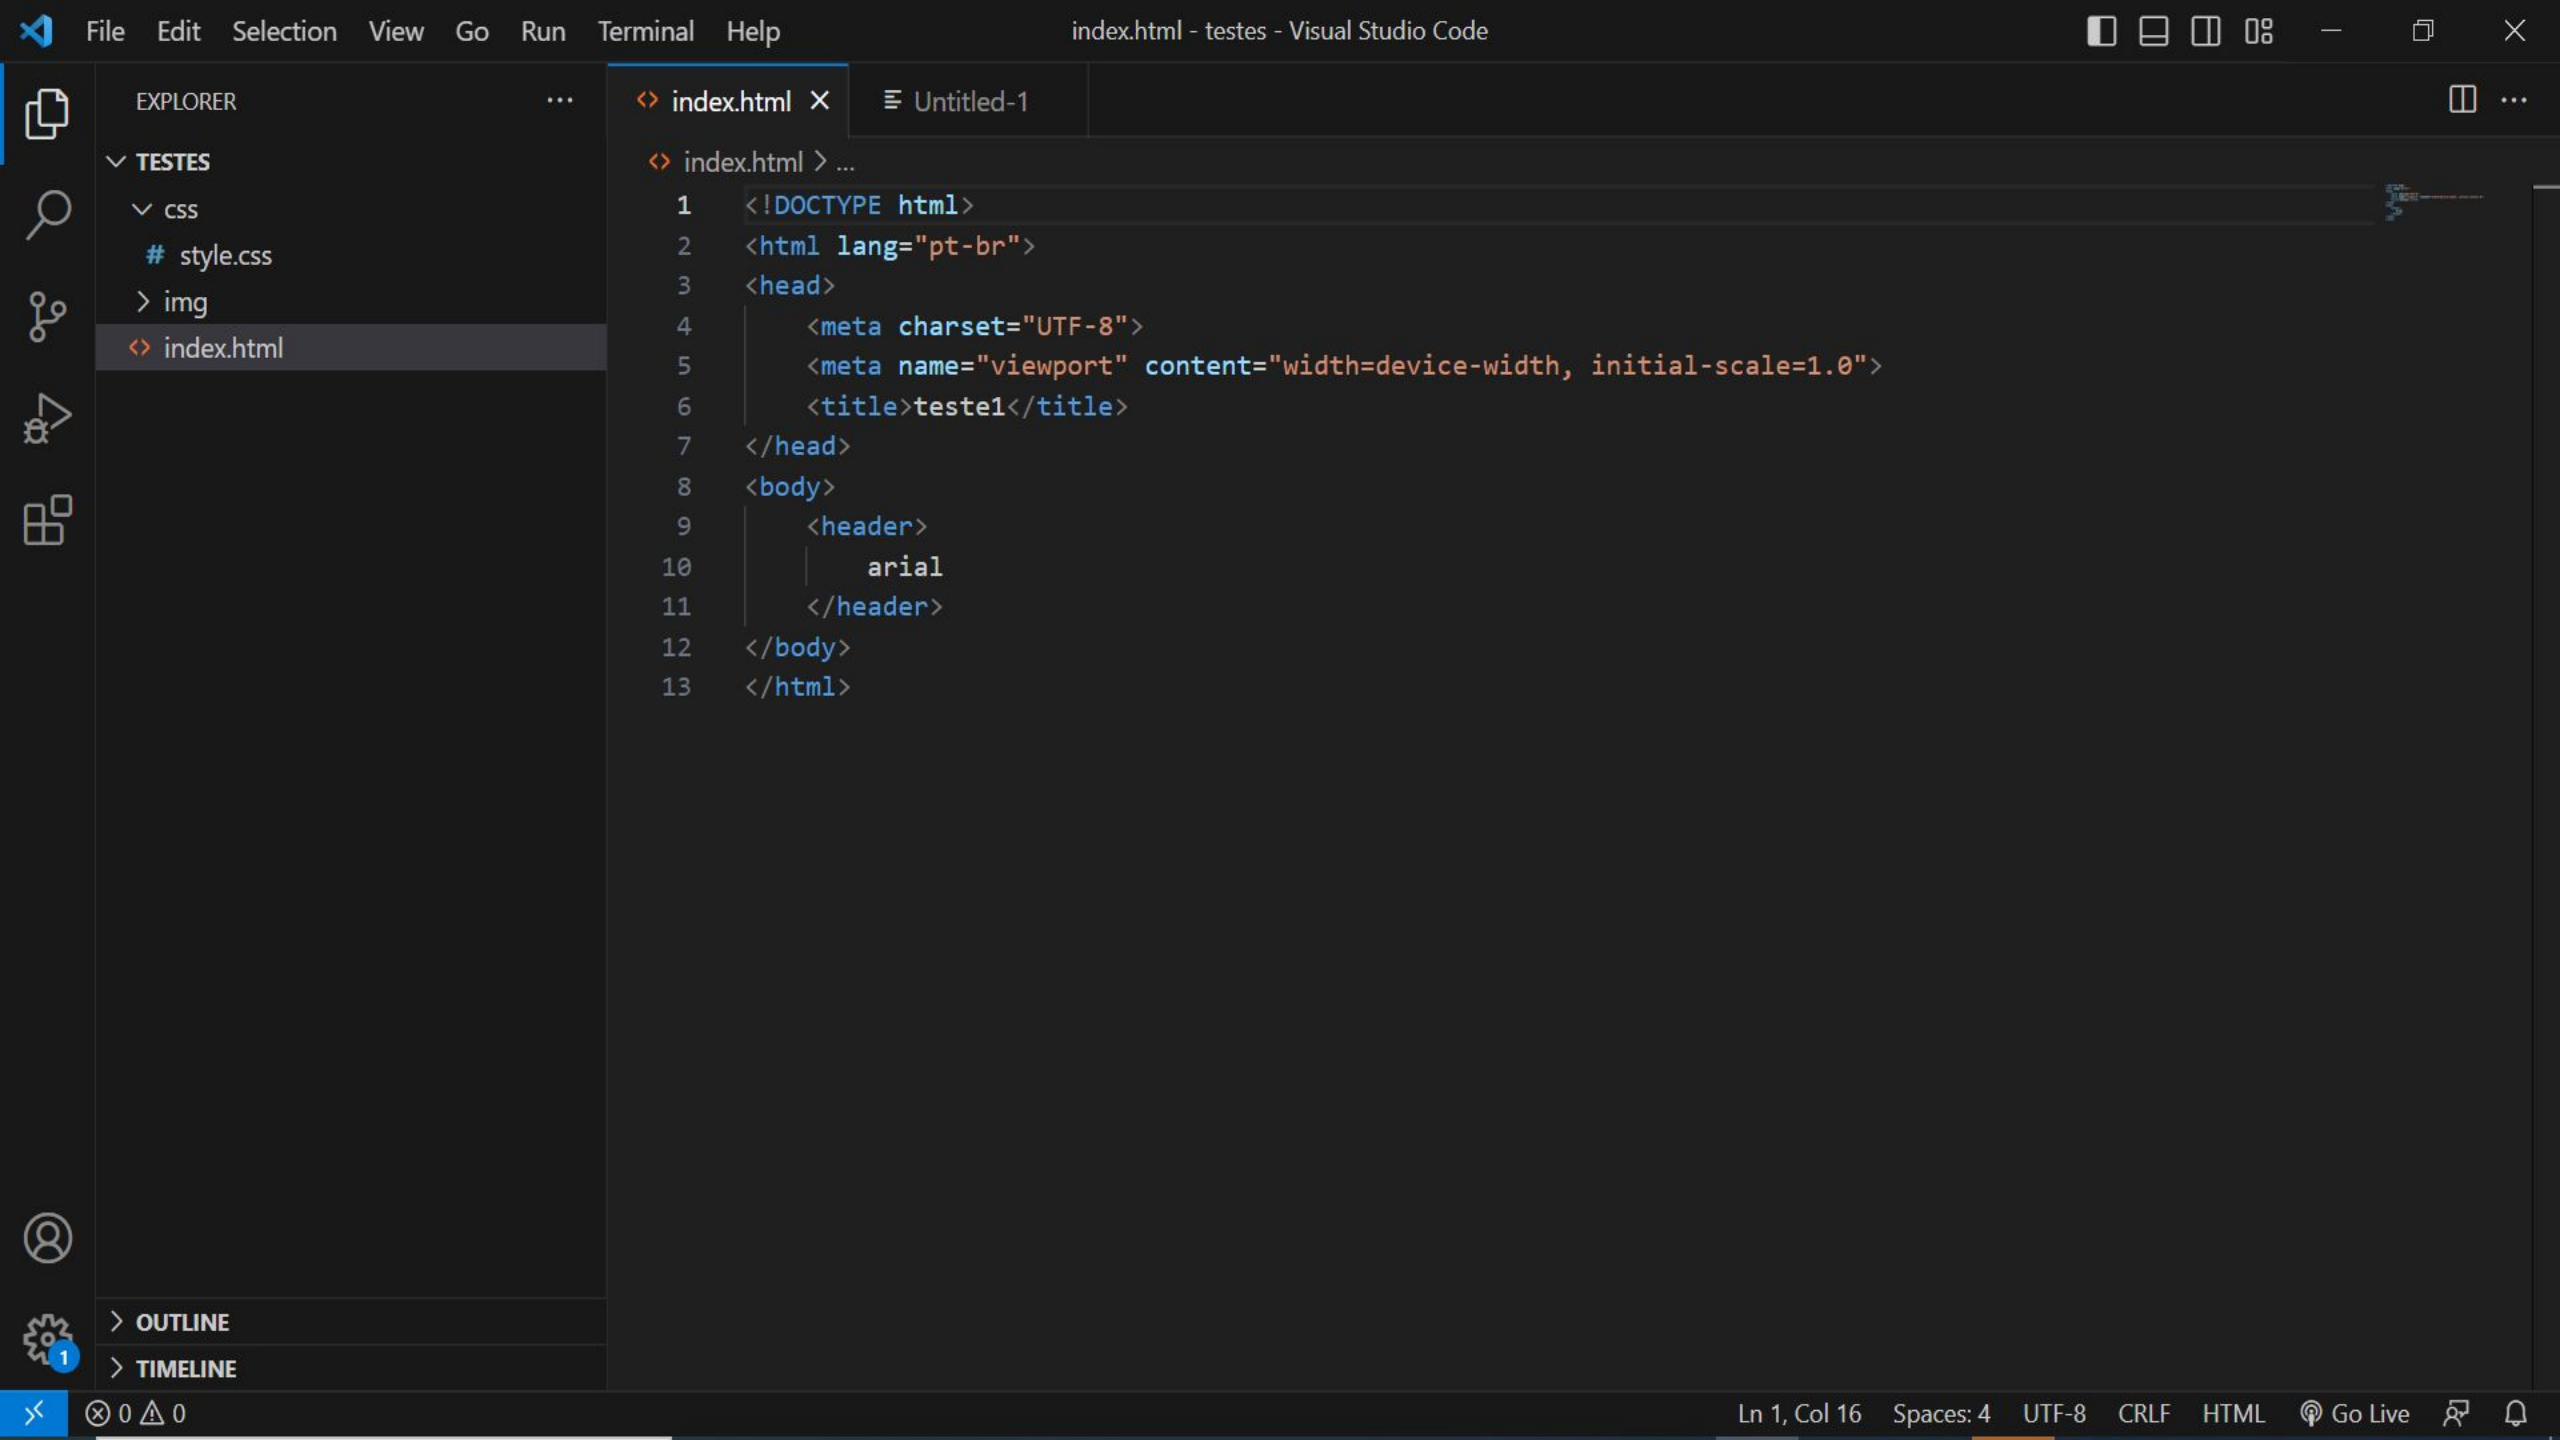 File Edit Selection View Go Run Terminal Help
index.html - testes - Visual Studio Code
EXPLORER
TESTES
css
# style.css
img
index.html
OUTLINE
TIMELINE
index.html
Untitled-1
index.html > ...
1 <!DOCTYPE html>
2 <html lang="pt-br">
3 <head>
4 <meta charset="UTF-8">
5 <meta name="viewport" content="width=device-width, initial-scale=1.0">
6 <title>teste1</title>
7 </head>
8 <body>
9 <header>
10 arial
11 </header>
12 </body>
13 </html>
1
0 0
Ln 1, Col 16 Spaces: 4 UTF-8 CRLF HTML Go Live